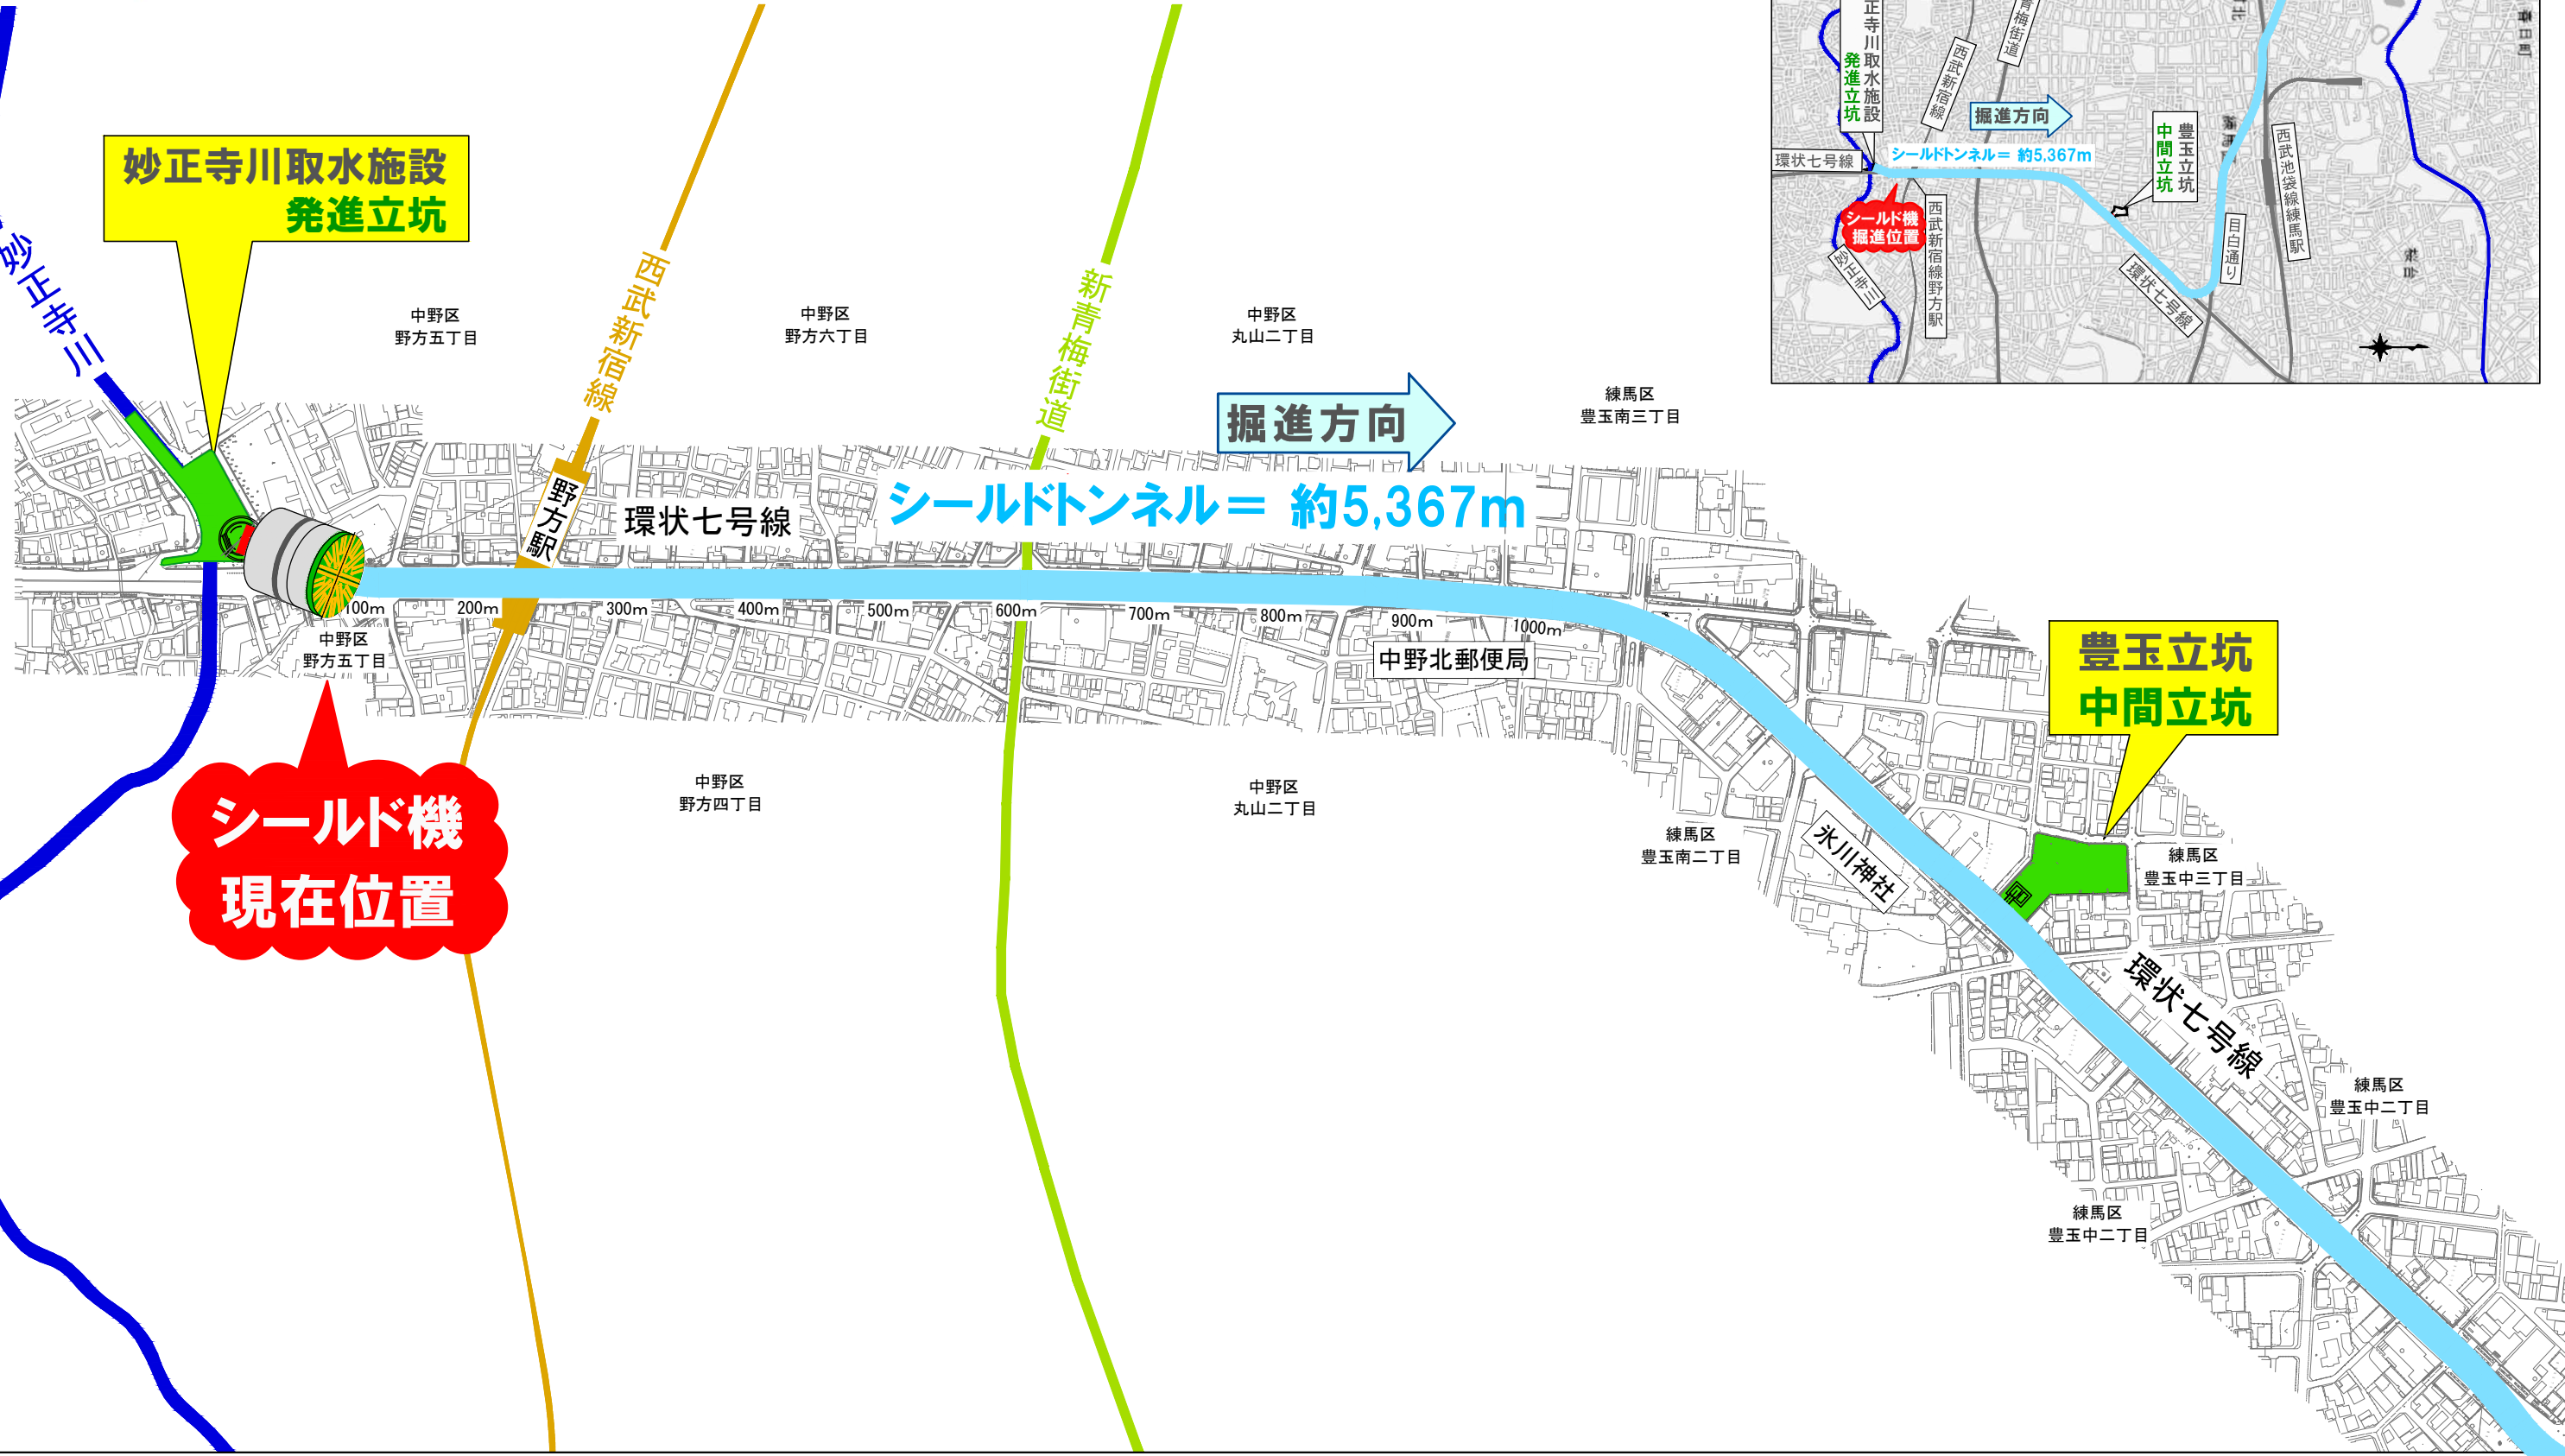 妙正寺川取水施設
発進立坑
妙正寺川
中野区
野方五丁目
西武新宿線
中野区
野方六丁目
新青梅街道
中野区
丸山二丁目
掘進方向
練馬区
豊玉南三丁目
野方駅
環状七号線
シールドトンネル＝ 約5,367m
100m
200m
300m
400m
500m
600m
700m
800m
900m
1000m
中野区
野方五丁目
中野北郵便局
シールド機
現在位置
中野区
野方四丁目
中野区
丸山二丁目
練馬区
豊玉南二丁目
氷川神社
豊玉立坑
中間立坑
練馬区
豊玉中三丁目
環状七号線
練馬区
豊玉中二丁目
練馬区
豊玉中二丁目
正寺川取水施設
発進立坑
西武新宿線
青梅街道
掘進方向
シールドトンネル＝ 約5,367m
環状七号線
シールド機
掘進位置
妙正寺川
西武新宿線野方駅
豊玉立坑
中間立坑
目白通り
環状七号線
西武池袋線練馬駅
春日町